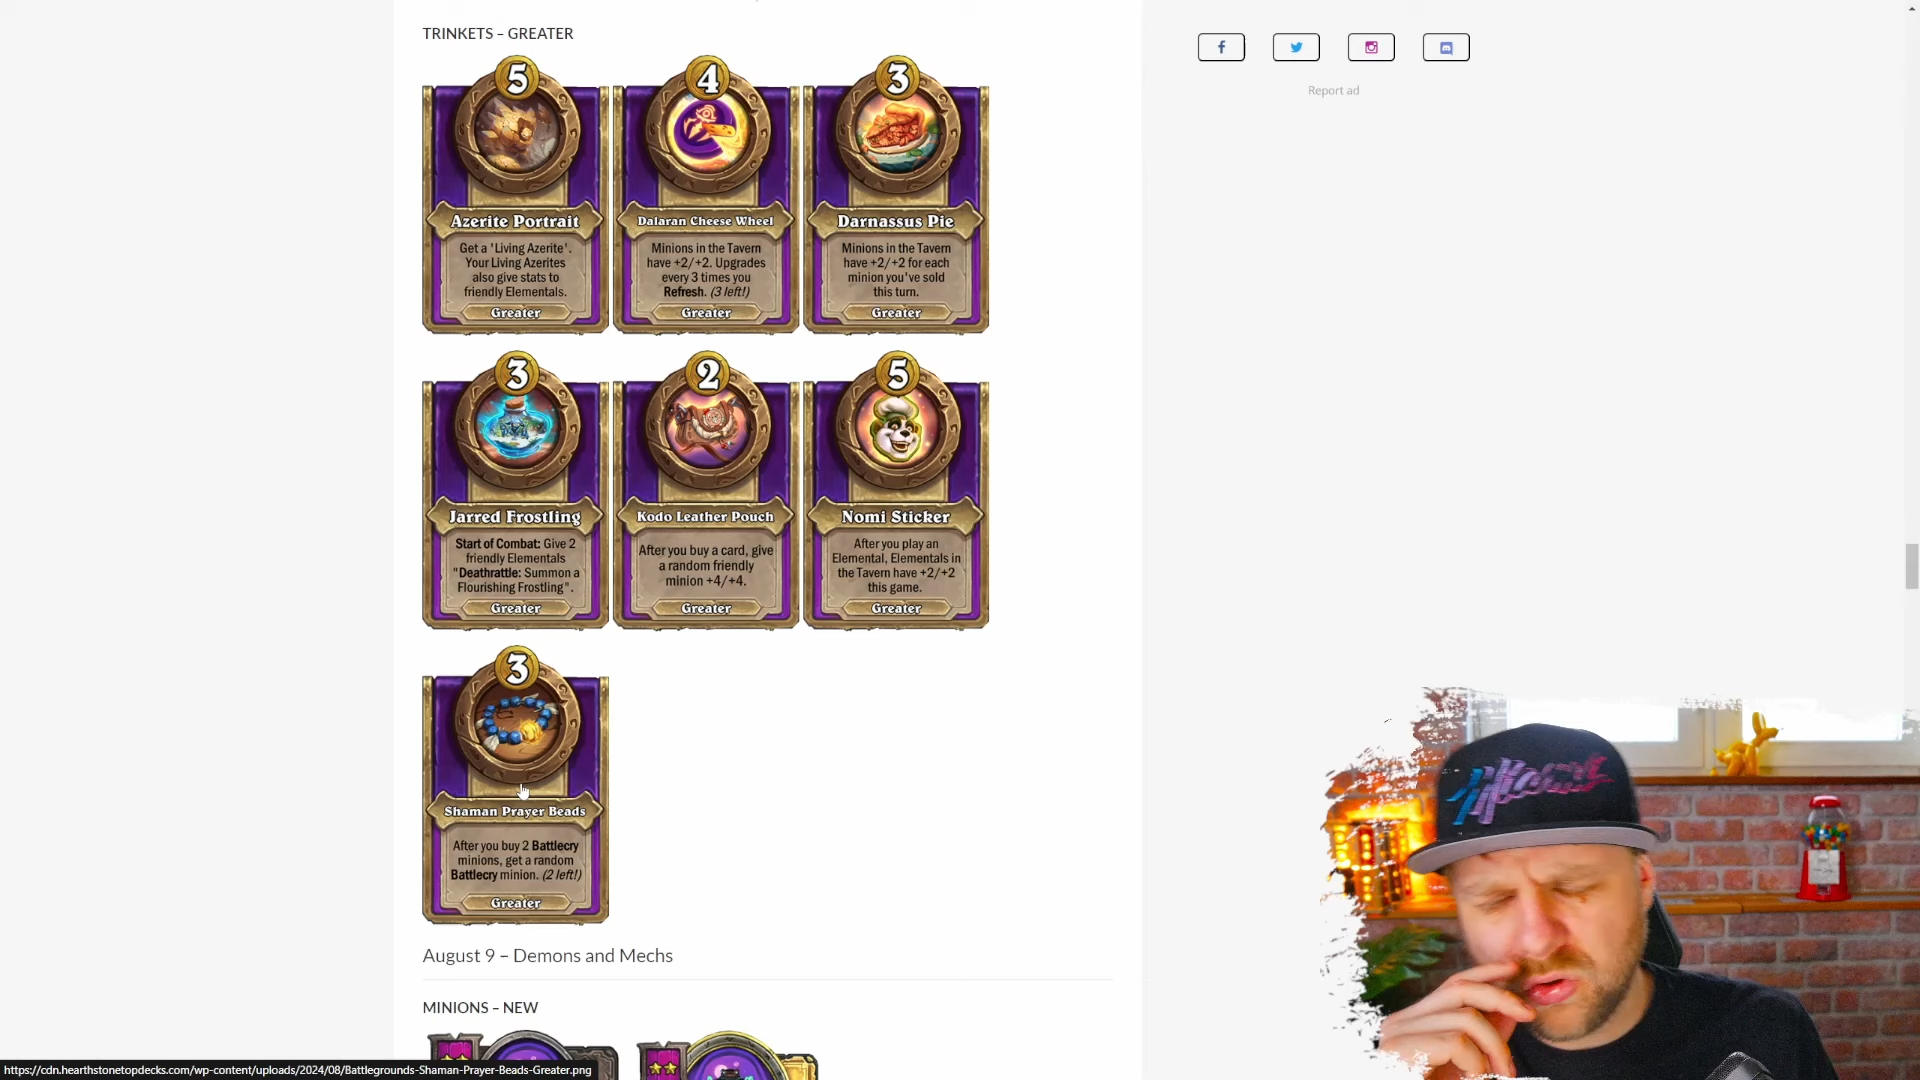 TRINKETS – GREATER
5
4
3
Azerite Portrait
Get a 'Living Azerite'.
Your Living Azerites
also give stats to
friendly Elementals.
Greater
Dalaran Cheese Wheel
Minions in the Tavern
have +2/+2. Upgrades
every 3 times you
Refresh. (3 left!)
Greater
Darnassus Pie
Minions in the Tavern
have +2/+2 for each
minion you've sold
this turn.
Greater
3
2
5
Jarred Frostling
Start of Combat: Give 2
friendly Elementals
"Deathrattle: Summon a
Flourishing Frostling".
Greater
Kodo Leather Pouch
After you buy a card, give
a random friendly
minion +4/+4.
Greater
Nomi Sticker
After you play an
Elemental, Elementals in
the Tavern have +2/+2
this game.
Greater
3
Shaman Prayer Beads
After you buy 2 Battlecry
minions, get a random
Battlecry minion. (2 left!)
Greater
August 9 – Demons and Mechs
MINIONS – NEW
Report ad
https://cdn.hearthstonetopdecks.com/wp-content/uploads/2024/08/Battlegrounds-Shaman-Prayer-Beads-Greater.png